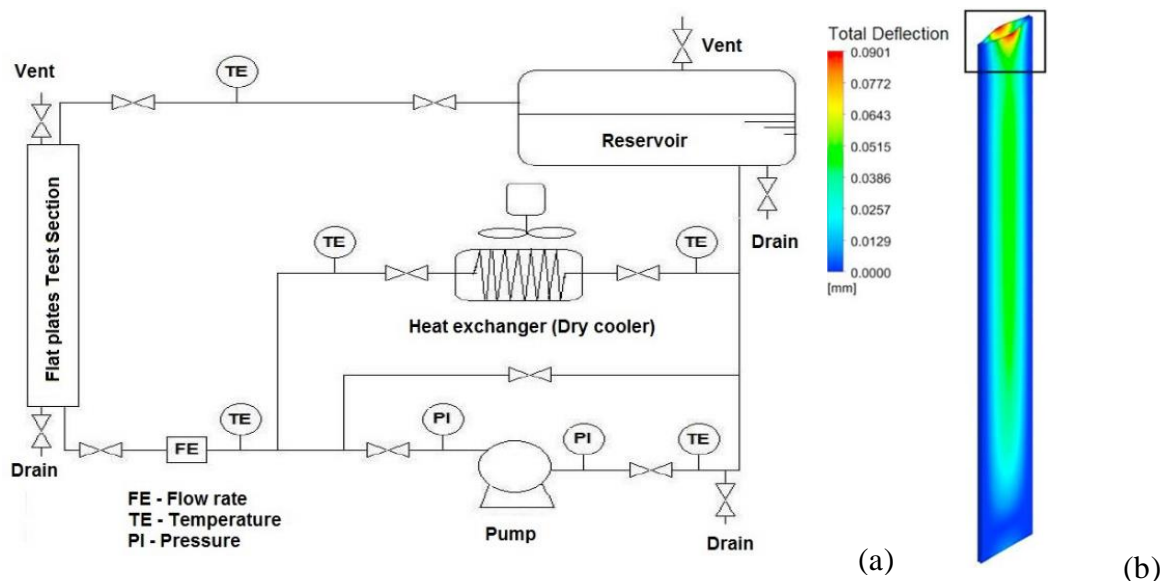 Vent
TE
Vent
Reservoir
Flat plates Test Section
TE
TE
Drain
Heat exchanger (Dry cooler)
PI
TE
FE
PI
TE
Drain
FE - Flow rate
TE - Temperature
PI - Pressure
Pump
Drain
(a)
Total Deflection
0.0901
0.0772
0.0643
0.0515
0.0386
0.0257
0.0129
0.0000
[mm]
(b)